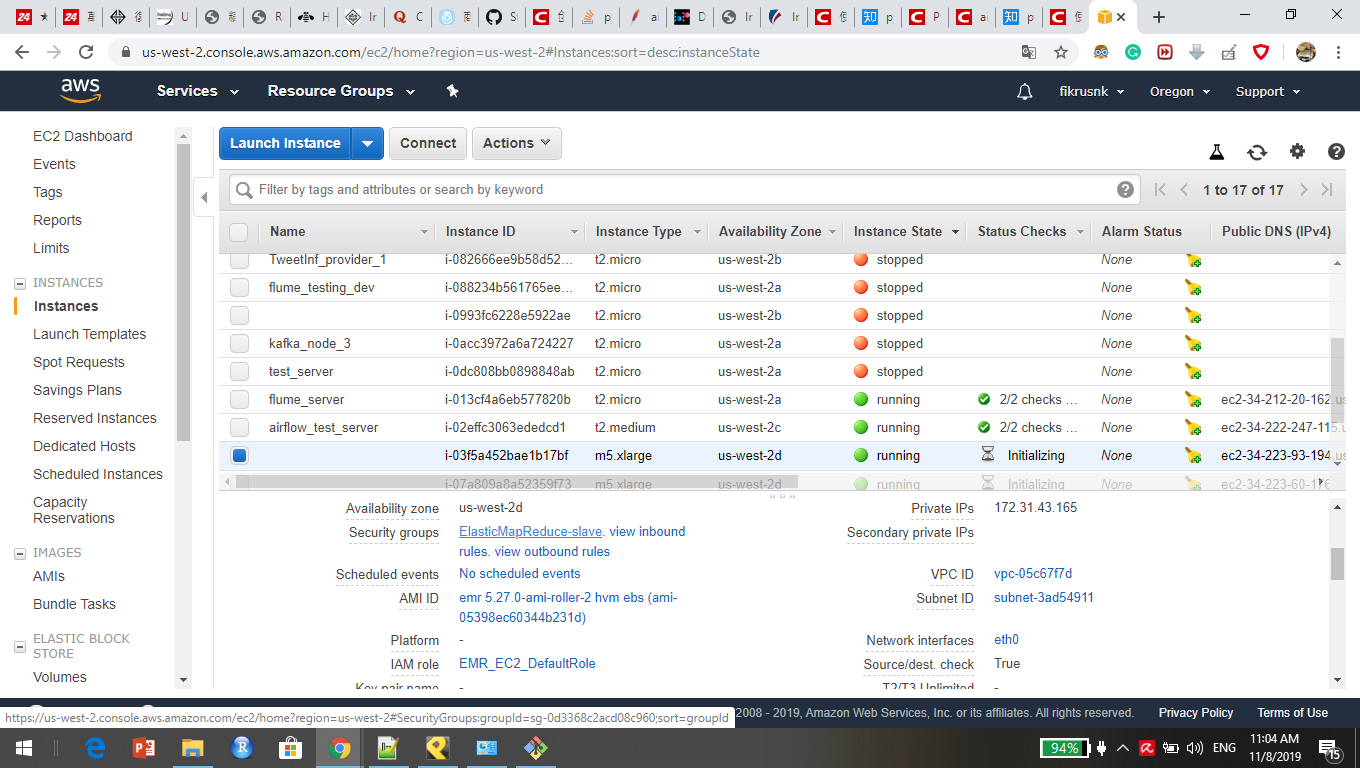 us-west-2.console.aws.amazon.com/ec2/home?region=us-west-2#Instances:sort=desc:instanceState
aws
Services
Resource Groups
fikrusnk
Oregon
Support
EC2 Dashboard
Events
Tags
Reports
Limits
INSTANCES
Instances
Launch Templates
Spot Requests
Savings Plans
Reserved Instances
Dedicated Hosts
Scheduled Instances
Capacity
Reservations
IMAGES
AMIs
Bundle Tasks
ELASTIC BLOCK
STORE
Volumes
Launch Instance
Connect
Actions
Filter by tags and attributes or search by keyword
1 to 17 of 17
Name Instance ID Instance Type Availability Zone Instance State Status Checks Alarm Status Public DNS (IPv4)
TweetInf_provider_1 i-082666ee9b58d52... t2.micro us-west-2b stopped None
flume_testing_dev i-088234b561765ee... t2.micro us-west-2a stopped None
i-0993fc6228e5922ae t2.micro us-west-2b stopped None
kafka_node_3 i-0acc3972a6a724227 t2.micro us-west-2a stopped None
test_server i-0dc808bb0898848ab t2.micro us-west-2a stopped None
flume_server i-013cf4a6eb577820b t2.micro us-west-2a running 2/2 checks ... None ec2-34-212-20-162.us
airflow_test_server i-02effc3063ededcd1 t2.medium us-west-2c running 2/2 checks ... None ec2-34-222-247-115.u
i-03f5a452bae1b17bf m5.xlarge us-west-2d running Initializing None ec2-34-223-93-194.us
i-07a809a8a52359f73 m5.xlarge us-west-2d running Initializing None ec2-34-223-60-176
Availability zone us-west-2d
Security groups ElasticMapReduce-slave. view inbound
rules. view outbound rules
Scheduled events No scheduled events
AMI ID emr 5.27.0-ami-roller-2 hvm ebs (ami-
05398ec60344b231d)
Platform -
IAM role EMR_EC2_DefaultRole
Key pair name -
Private IPs 172.31.43.165
Secondary private IPs
VPC ID vpc-05c67f7d
Subnet ID subnet-3ad54911
Network interfaces eth0
Source/dest. check True
T2/T3 Unlimited -
https://us-west-2.console.aws.amazon.com/ec2/home?region=us-west-2#SecurityGroups:groupId=sg-0d3368c2acd08c960;sort=groupId
2008 - 2019, Amazon Web Services, Inc. or its affiliates. All rights reserved.
Privacy Policy
Terms of Use
94%
ENG
11:04 AM
11/8/2019
15